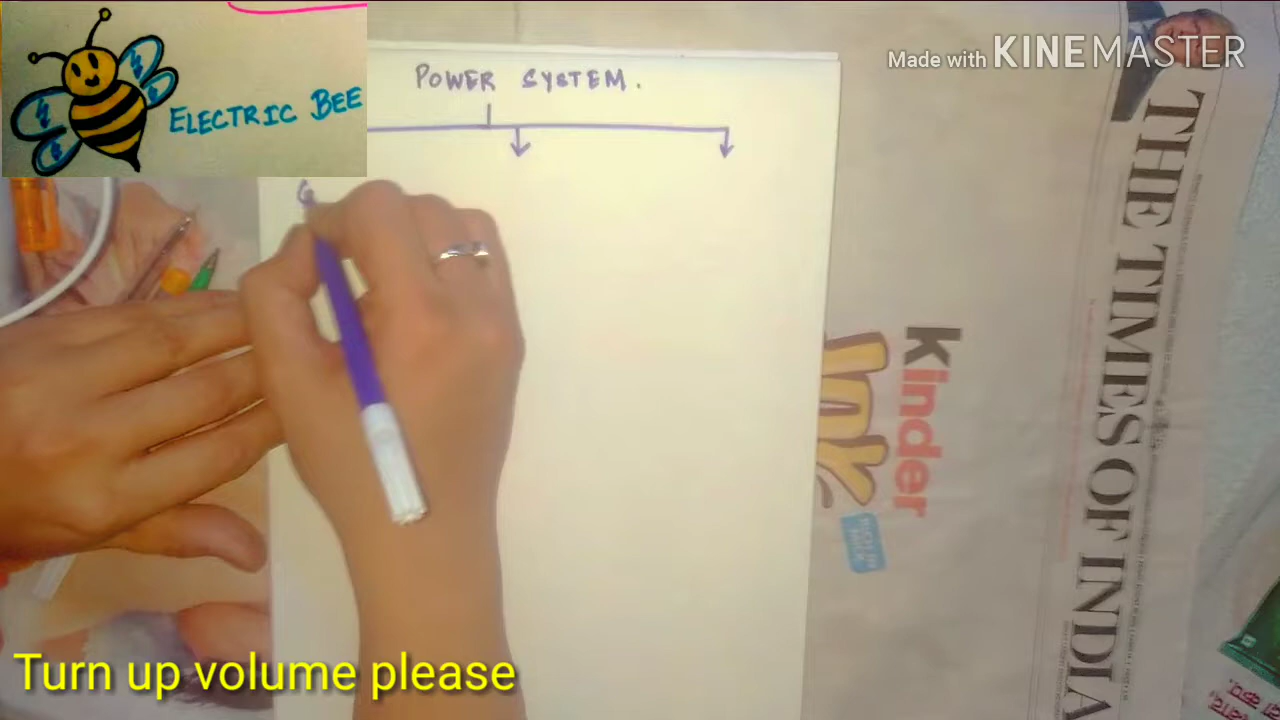 POWER SYSTEM.
ELECTRIC BEE
Made with KINEMASTER
THE TIMES OF INDIA
kinder
Turn up volume please